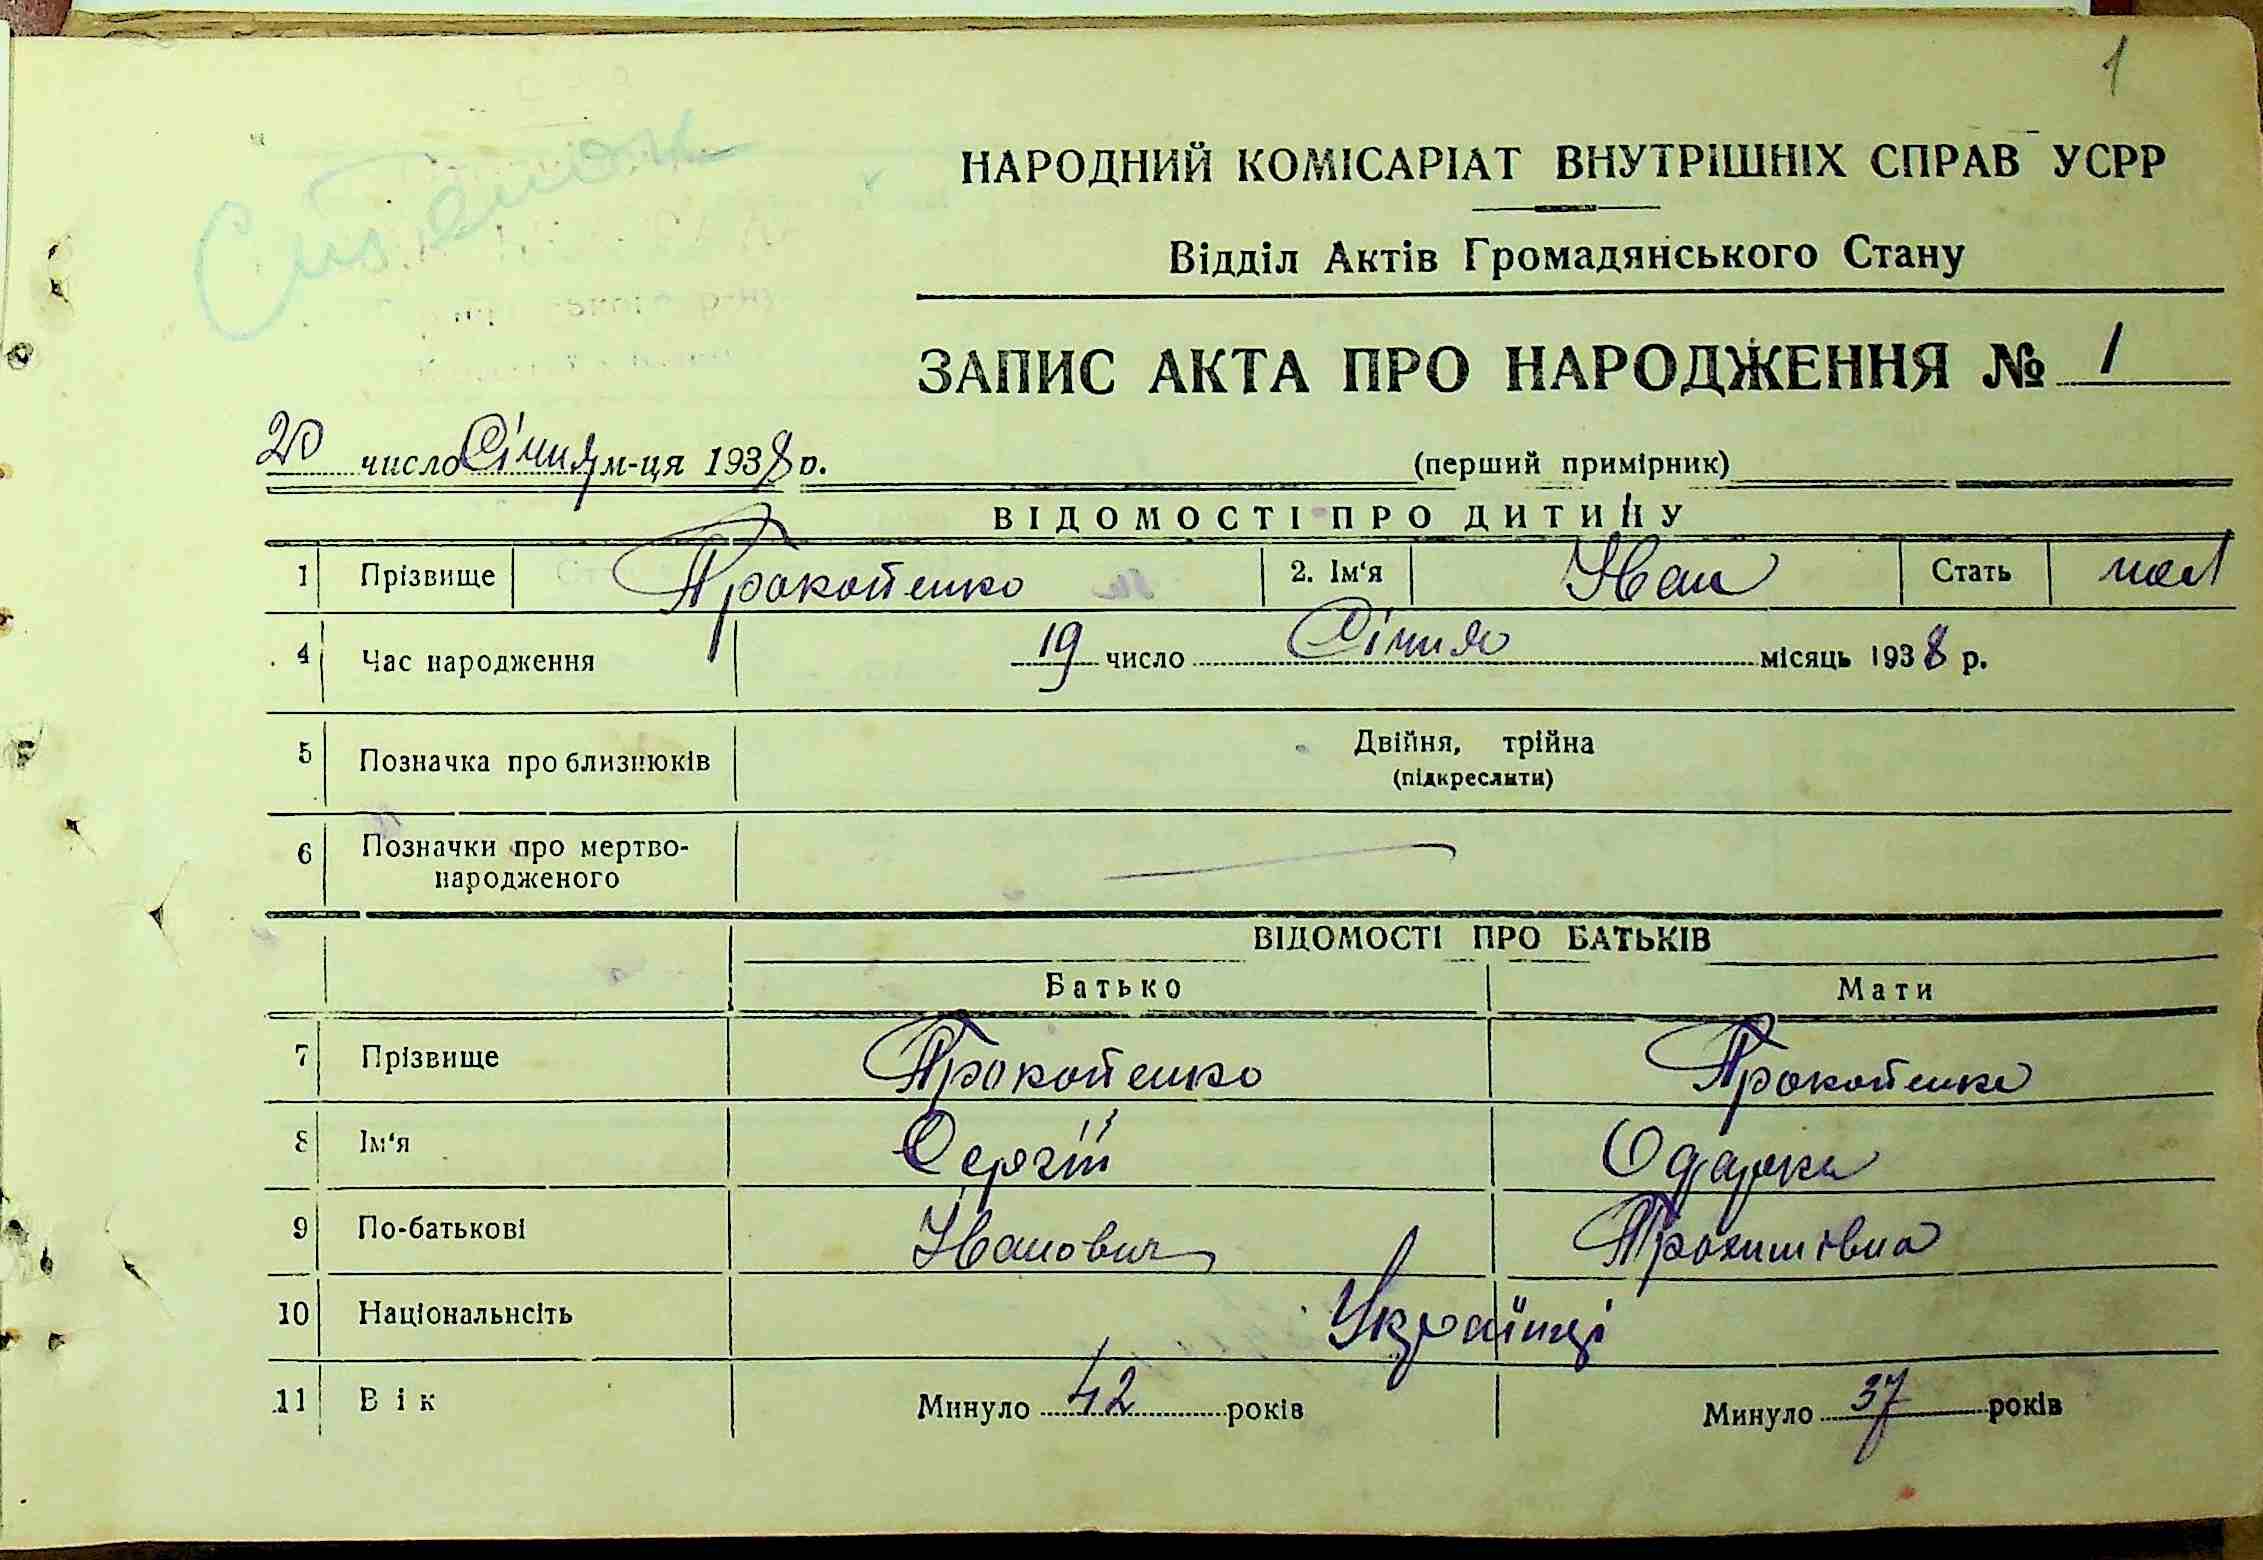 1
НАРОДНИЙ КОМІСАРІАТ ВНУТРІШНІХ СПРАВ УСРР
Відділ Актів Громадянського Стану
ЗАПИС АКТА ПРО НАРОДЖЕННЯ № 1
20 число Січня м-ця 1938 р. (перший примірник)
ВІДОМОСТІ ПРО ДИТИНУ
1 Прізвище Прокопенко 2. Ім'я Іван Стать чол
4 Час народження 19 число Січня місяць 1938 р.
5 Позначка про близнюків Двійня, трійна
(підкреслити)
6 Позначки про мертво-
народженого
ВІДОМОСТІ ПРО БАТЬКІВ
Батько Мати
7 Прізвище Прокопенко Прокопенко
8 Ім'я Сергій Одарка
9 По-батькові Іванович
10 Національнсіть Українці
11 Вік Минуло 42 років Минуло 37 років